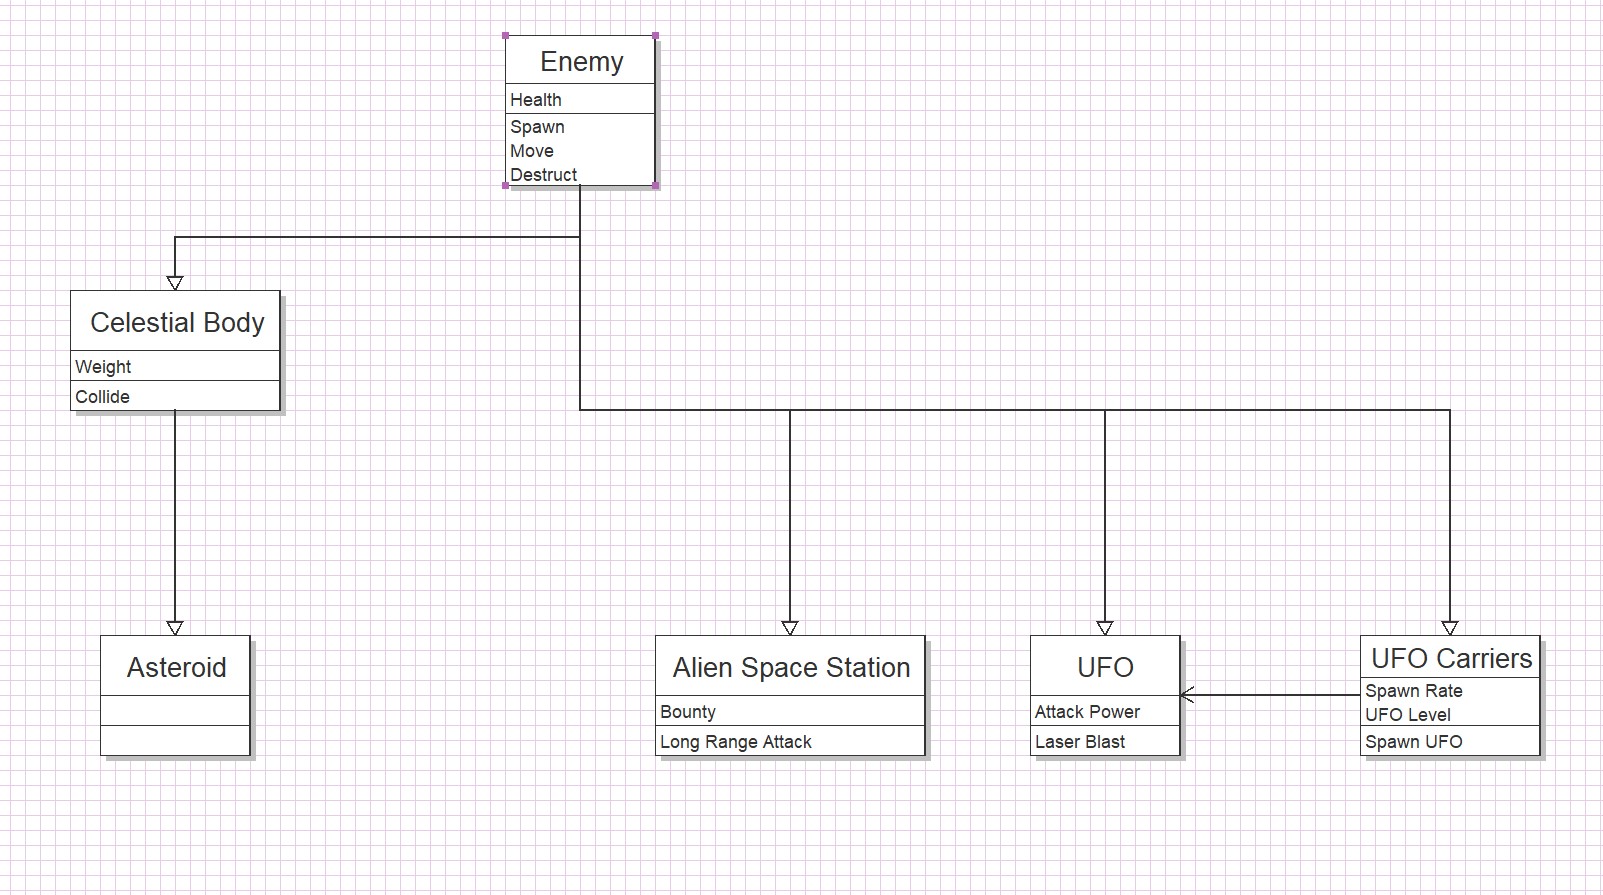 Enemy
Health
Spawn
Move
Destruct
Celestial Body
Weight
Collide
Asteroid
Alien Space Station
Bounty
Long Range Attack
UFO
Attack Power
Laser Blast
UFO Carriers
Spawn Rate
UFO Level
Spawn UFO